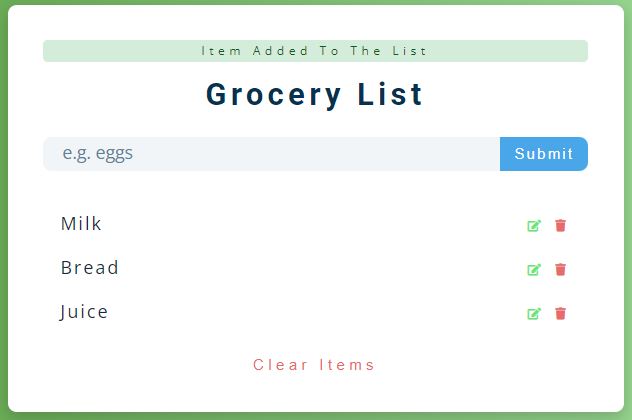 Item Added To The List
Grocery List
e.g. eggs
Submit
Milk
Bread
Juice
Clear Items